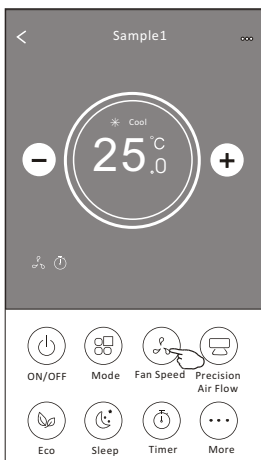 Sample1
Cool
25.0 °C
ON/OFF
Mode
Fan Speed
Precision
Air Flow
Eco
Sleep
Timer
More